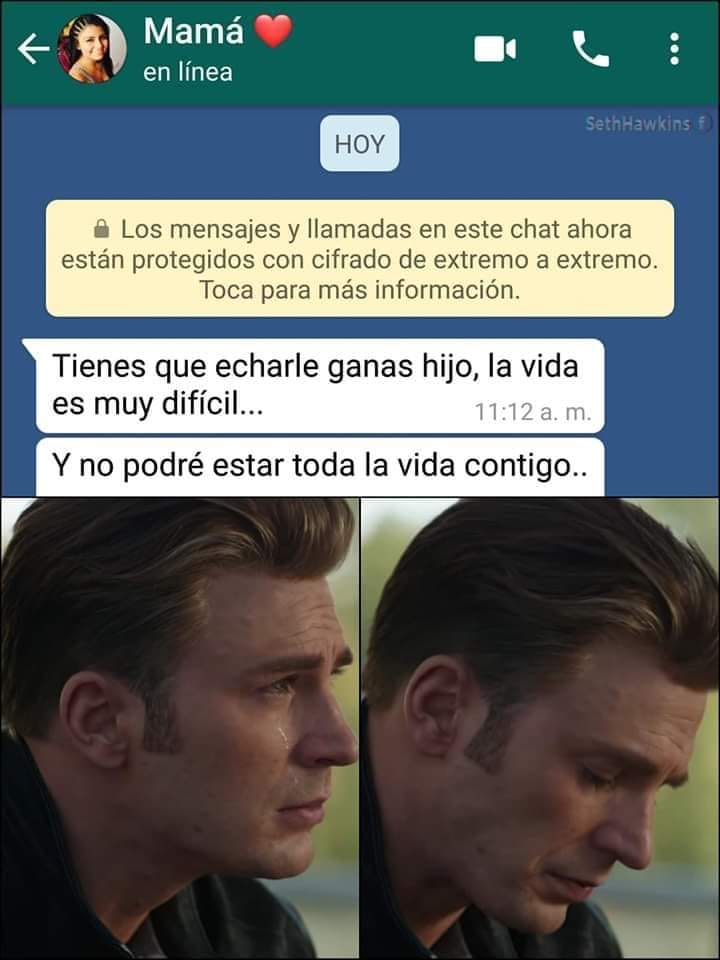 Mamá ❤️
en línea
SethHawkins f
HOY
Los mensajes y llamadas en este chat ahora
están protegidos con cifrado de extremo a extremo.
Toca para más información.
Tienes que echarle ganas hijo, la vida
es muy difícil...
11:12 a. m.
Y no podré estar toda la vida contigo..